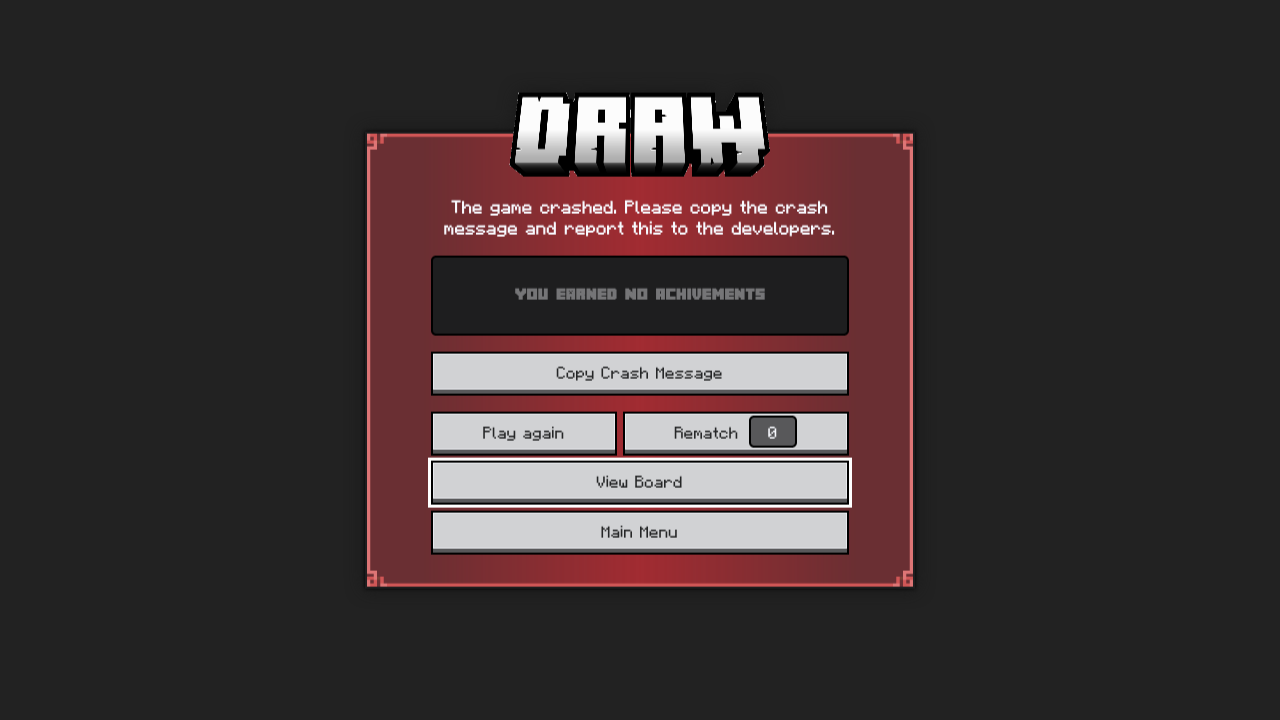 DRAW
The game crashed. Please copy the crash
message and report this to the developers.
YOU EARNED NO ACHIVEMENTS
Copy Crash Message
Play again
Rematch 0
View Board
Main Menu